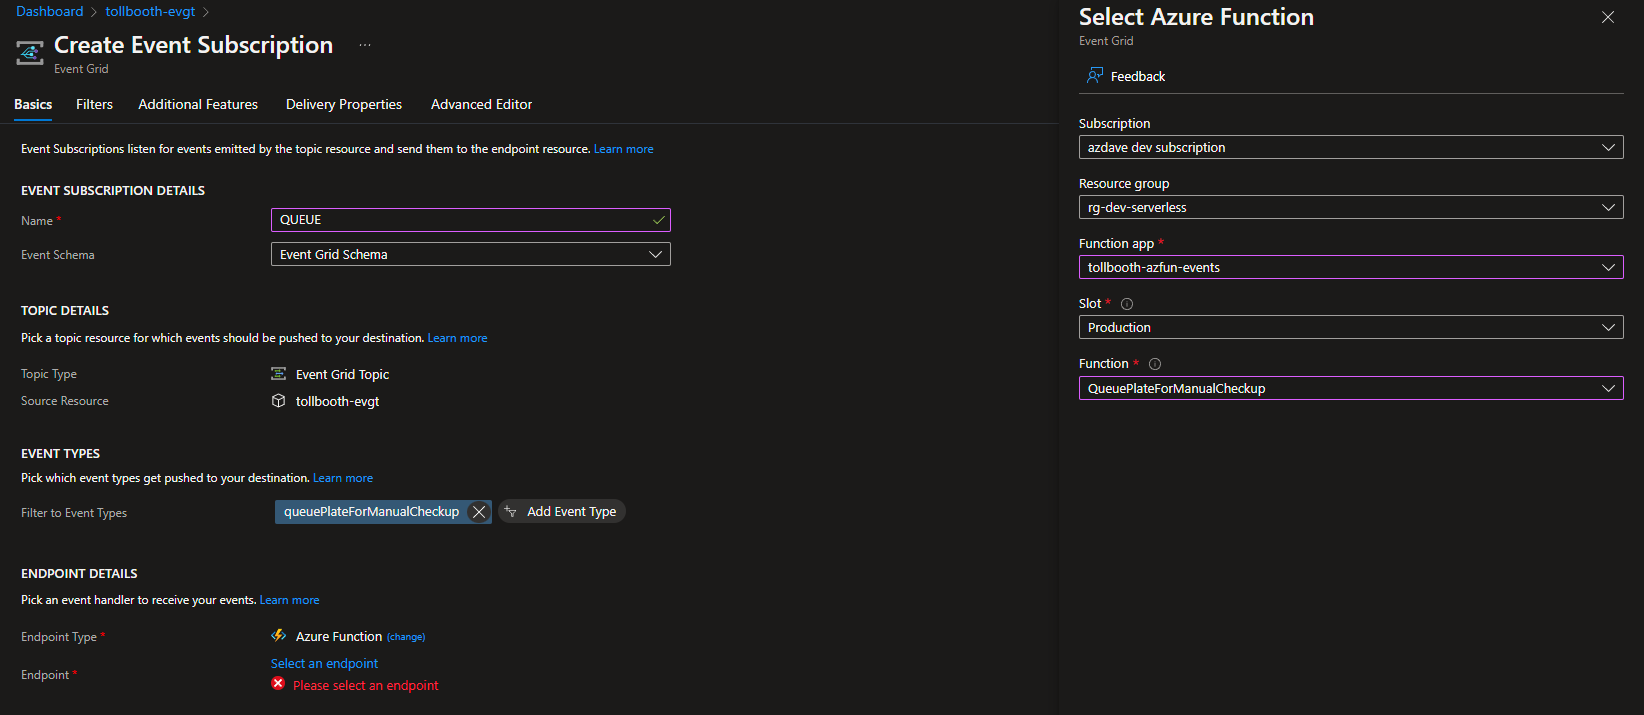 Dashboard > tollbooth-evgt >
Create Event Subscription ...
Event Grid
Basics Filters Additional Features Delivery Properties Advanced Editor
Event Subscriptions listen for events emitted by the topic resource and send them to the endpoint resource. Learn more
EVENT SUBSCRIPTION DETAILS
Name * QUEUE
Event Schema Event Grid Schema
TOPIC DETAILS
Pick a topic resource for which events should be pushed to your destination. Learn more
Topic Type Event Grid Topic
Source Resource tollbooth-evgt
EVENT TYPES
Pick which event types get pushed to your destination. Learn more
Filter to Event Types queuePlateForManualCheckup Add Event Type
ENDPOINT DETAILS
Pick an event handler to receive your events. Learn more
Endpoint Type * Azure Function (change)
Endpoint * Select an endpoint
Please select an endpoint
Select Azure Function
Event Grid
Feedback
Subscription
azdave dev subscription
Resource group
rg-dev-serverless
Function app *
tollbooth-azfun-events
Slot *
Production
Function *
QueuePlateForManualCheckup